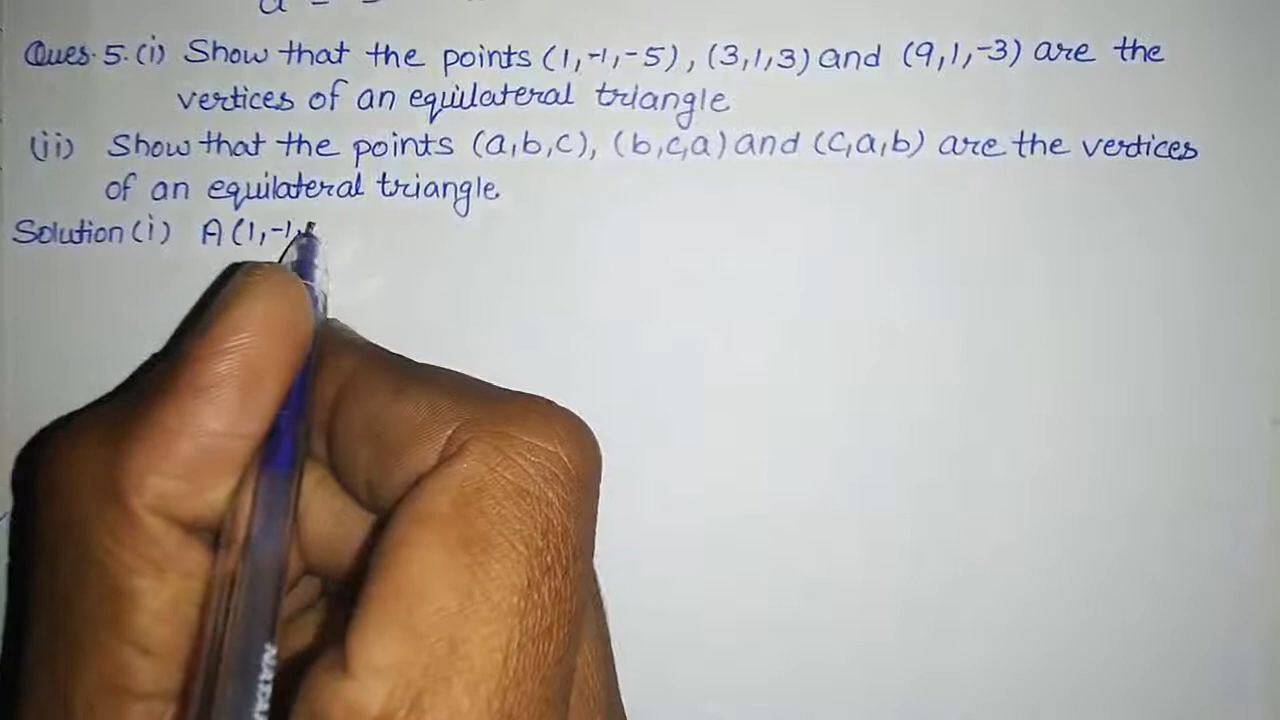 Ques. 5. (i) Show that the points (1,-1,-5), (3,1,3) and (9,1,-3) are the
vertices of an equilateral triangle
(ii) Show that the points (a,b,c), (b,c,a) and (c,a,b) are the vertices
of an equilateral triangle.
Solution (i) A(1,-1,